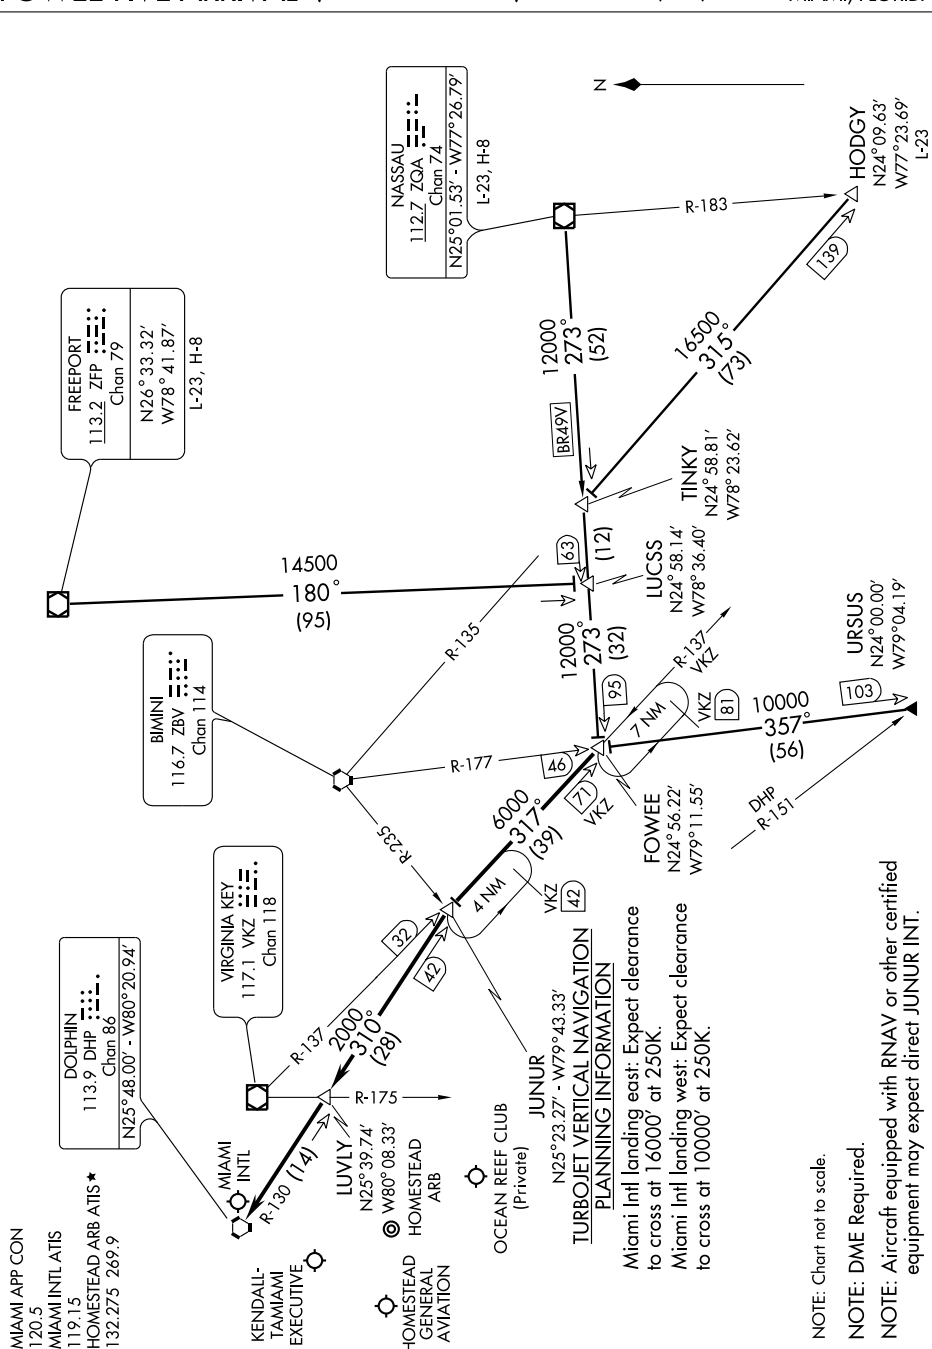 MIAMI APP CON
120.5
MIAMI INTL ATIS
119.15
HOMESTEAD ARB ATIS ★
132.275 269.9
DOLPHIN
113.9 DHP
Chan 86
N25°48.00' - W80°20.94'
VIRGINIA KEY
117.1 VKZ
Chan 118
BIMINI
116.7 ZBV
Chan 114
FREEPORT
113.2 ZFP
Chan 79
N26°33.32'
W78°41.87'
L-23, H-8
NASSAU
112.7 ZQA
Chan 74
N25°01.53' - W77°26.79'
L-23, H-8
N
HODGY
N24°09.63'
W77°23.69'
L-23
R-183
139
16500
315°
(73)
12000
273°
(52)
BR49V
TINKY
N24°58.81'
W78°23.62'
(12)
63
LUCSS
N24°58.14'
W78°36.40'
14500
180°
(95)
12000
273
(32)
R-135
R-137
VKZ
95
7 NM
VKZ
81
URSUS
N24°00.00'
W79°04.19'
103
10000
357°
(56)
DHP
R-151
R-177
46
71
VKZ
FOWEE
N24°56.22'
W79°11.55'
6000
317°
(39)
R-235
4 NM
VKZ
42
32
42
R-137
2000
310°
(28)
JUNUR
N25°23.27' - W79°43.33'
R-175
LUVLY
N25°39.74'
W80°08.33'
R-130
(14)
MIAMI
INTL
KENDALL-
TAMIAMI
EXECUTIVE
HOMESTEAD
ARB
HOMESTEAD
GENERAL
AVIATION
OCEAN REEF CLUB
(Private)
TURBOJET VERTICAL NAVIGATION
PLANNING INFORMATION
Miami Intl landing east: Expect clearance
to cross at 16000' at 250K.
Miami Intl landing west: Expect clearance
to cross at 10000' at 250K.
NOTE: Chart not to scale.
NOTE: DME Required.
NOTE: Aircraft equipped with RNAV or other certified
equipment may expect direct JUNUR INT.